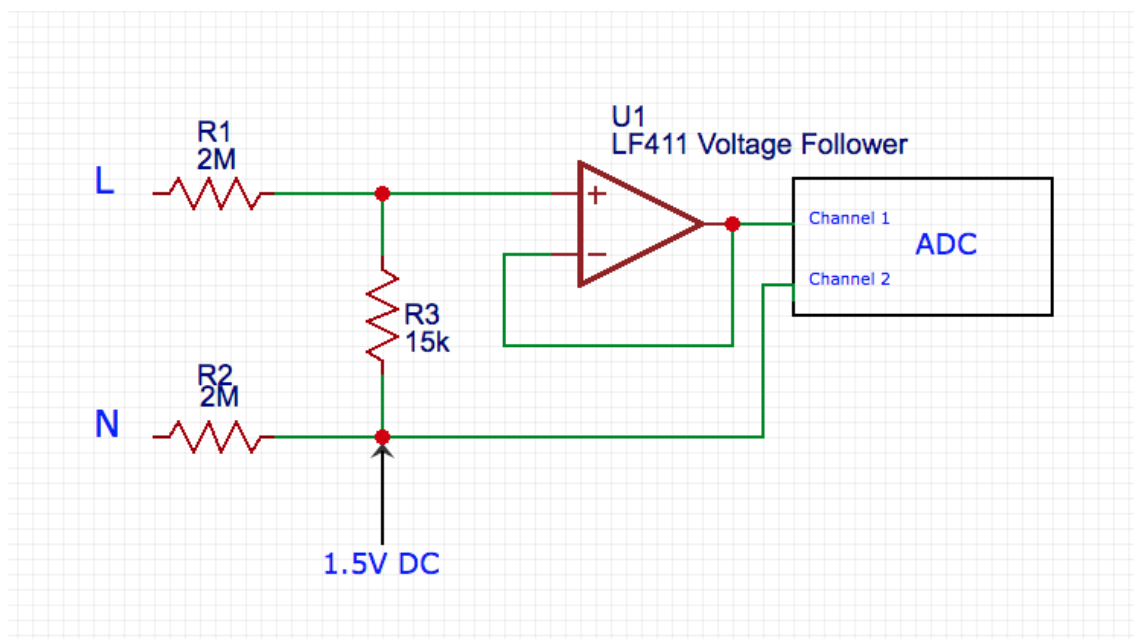 U1
LF411 Voltage Follower
R1
2M
L
+
Channel 1
ADC
−
Channel 2
R3
15k
R2
2M
N
1.5V DC